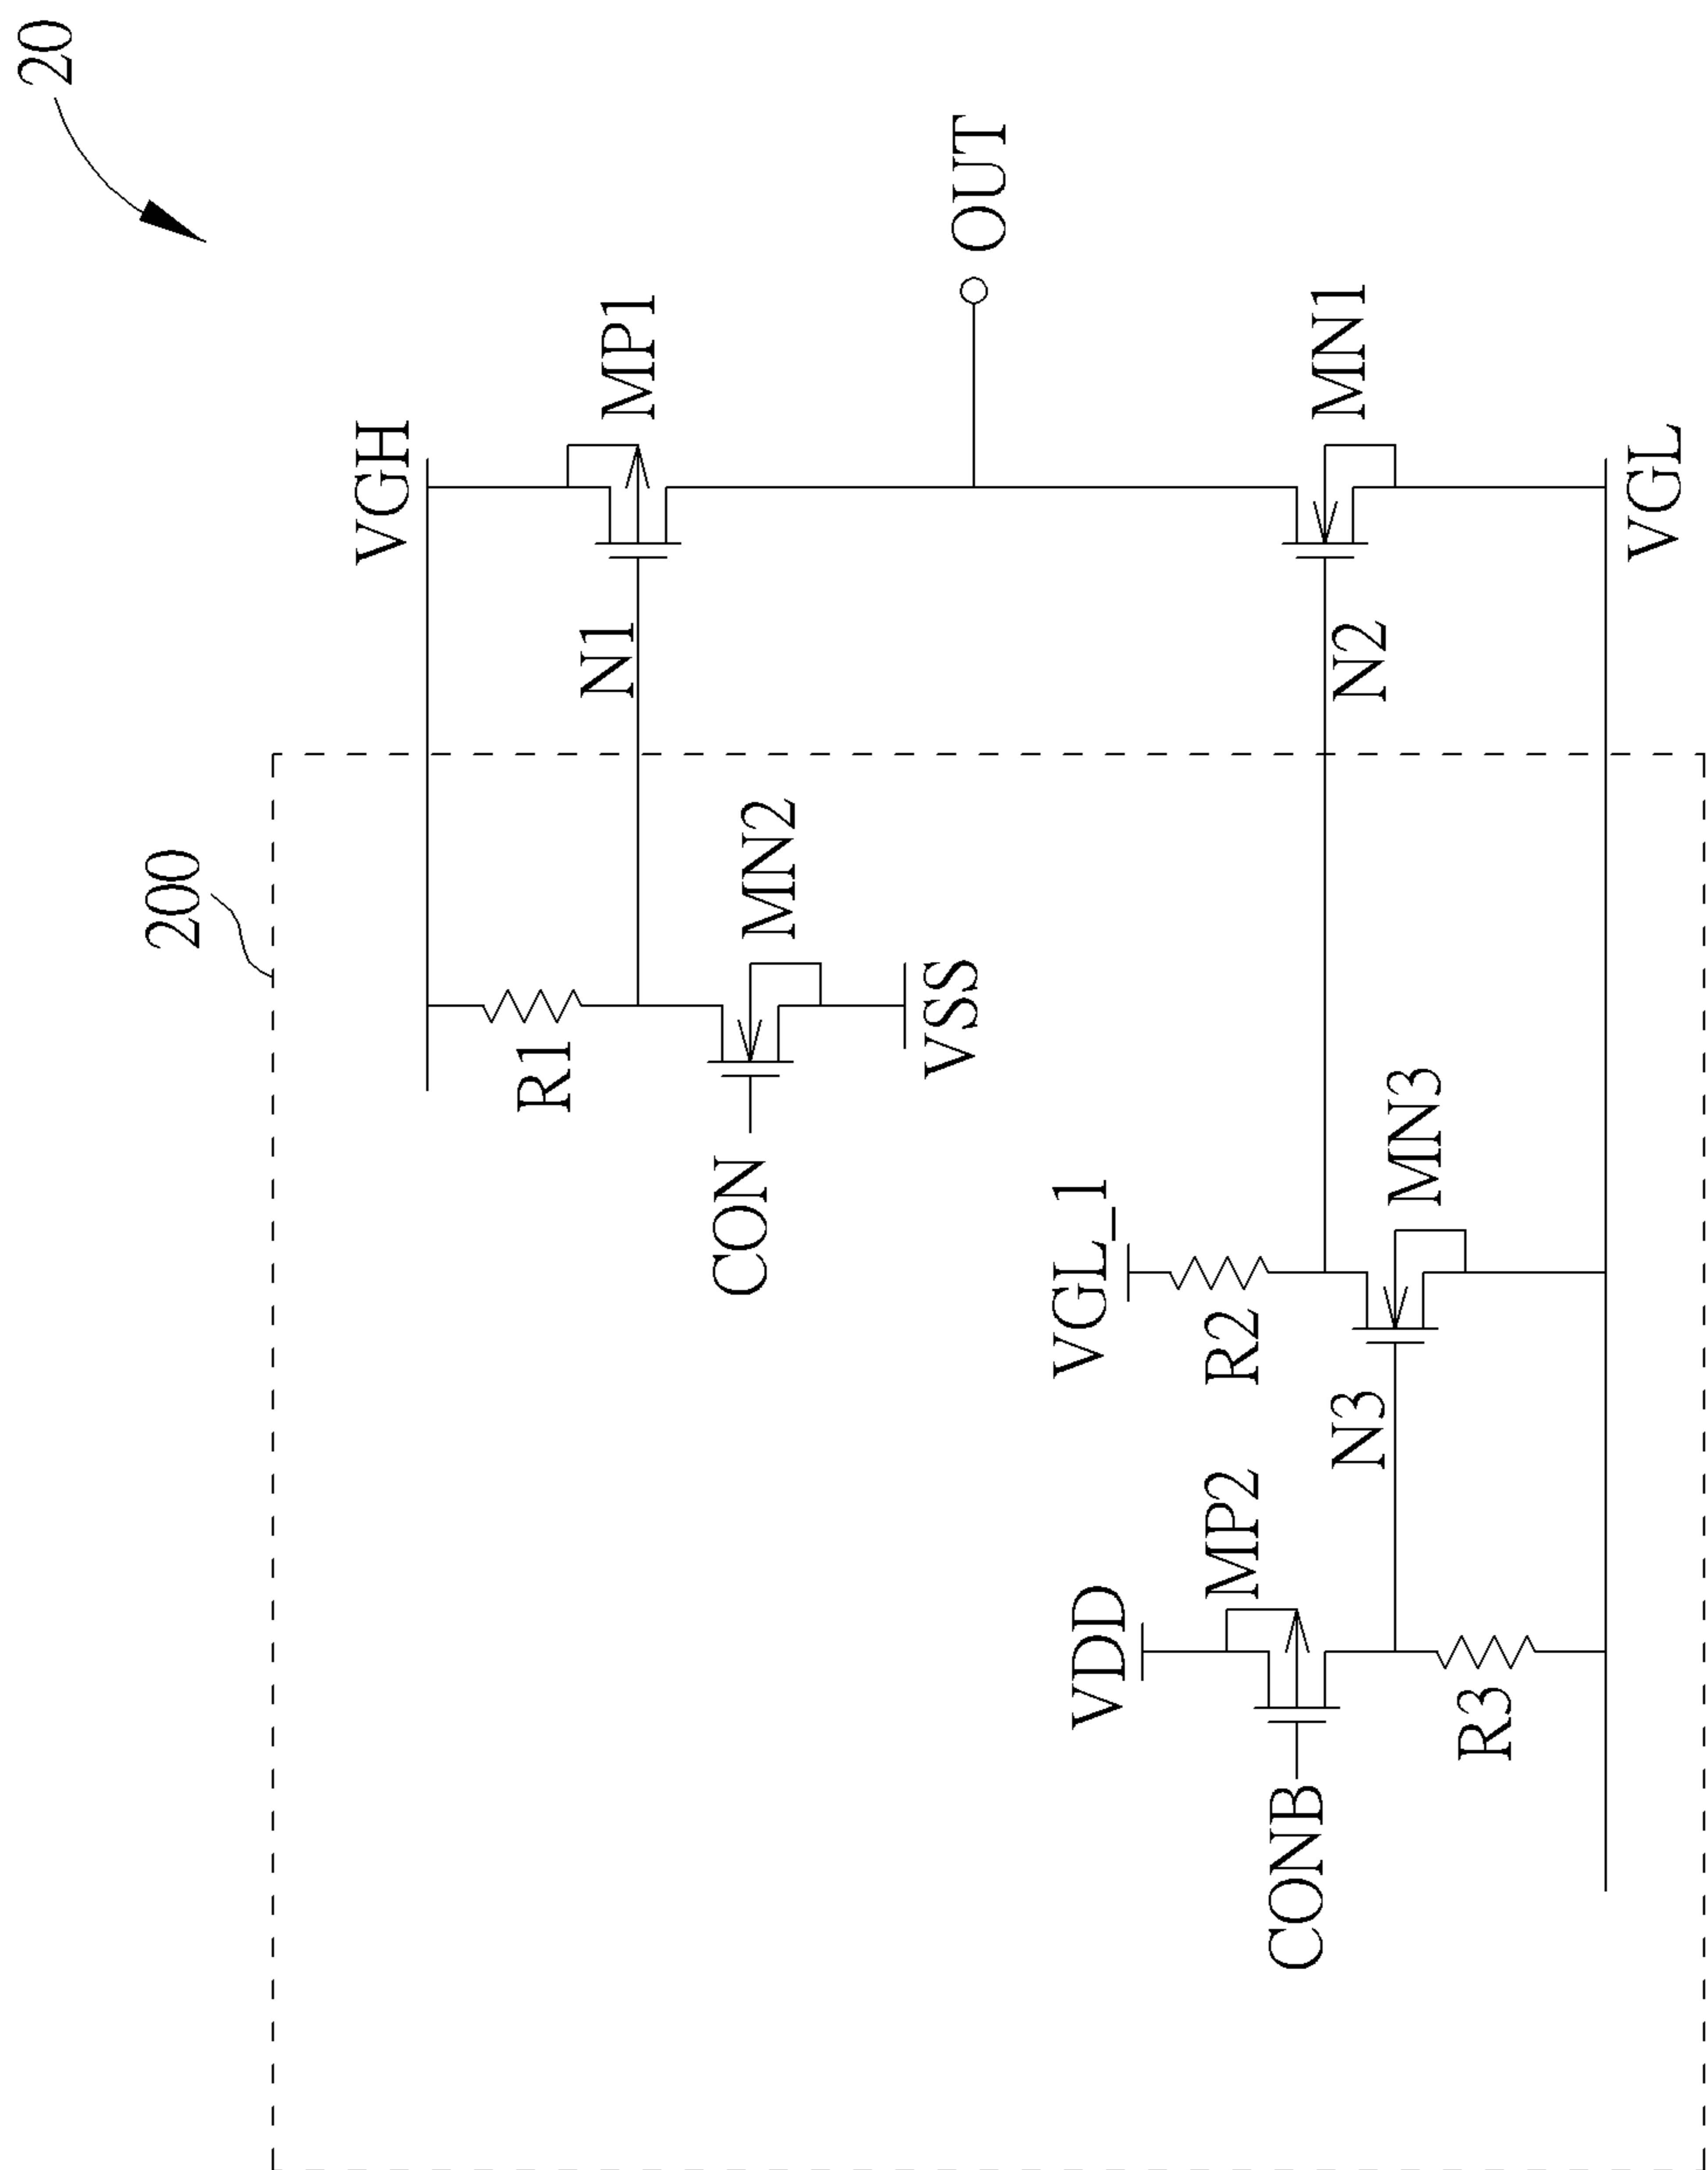 20
200
VGH
MP1
N1
R1
MN2
CON
VSS
OUT
VGL_1
R2
VDD
MP2
CONB
N3
MN3
R3
N2
MN1
VGL